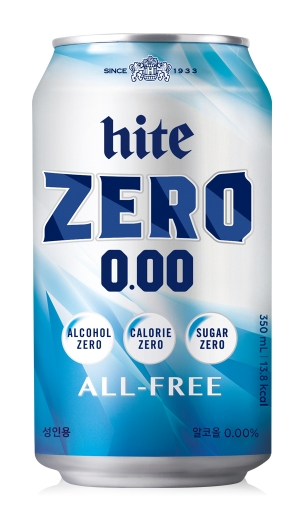 SINCE 1933
hite
ZERO
0.00
ALCOHOL ZERO
CALORIE ZERO
SUGAR ZERO
ALL-FREE
350 mL | 13.8 kcal
성인용
알코올 0.00%